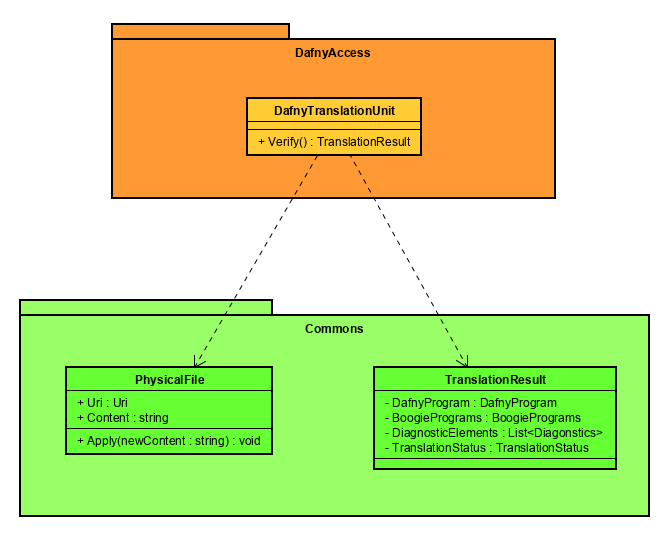 DafnyAccess
DafnyTranslationUnit
+ Verify() : TranslationResult
Commons
PhysicalFile
+ Uri : Uri
+ Content : string
+ Apply(newContent : string) : void
TranslationResult
- DafnyProgram : DafnyProgram
- BoogiePrograms : BoogiePrograms
- DiagnosticElements : List<Diagonstics>
- TranslationStatus : TranslationStatus